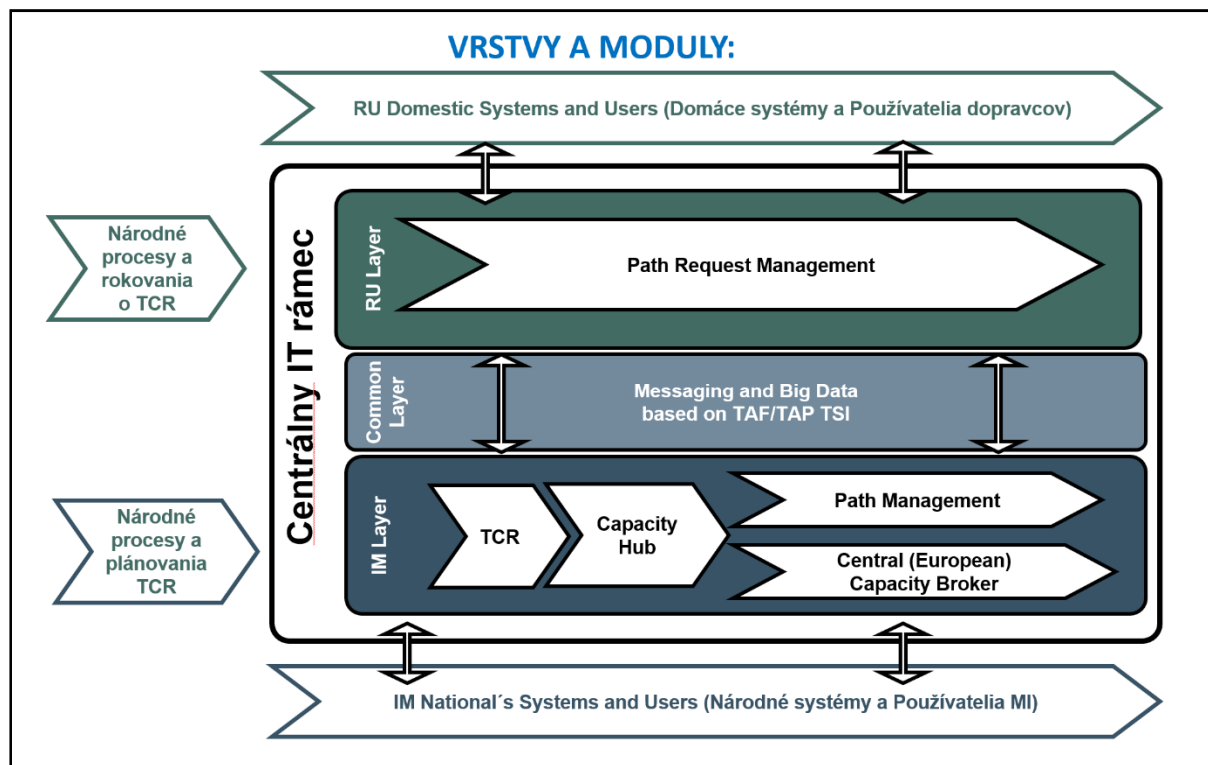 VRSTVY A MODULY:
RU Domestic Systems and Users (Domáce systémy a Používatelia dopravcov)
Národné
procesy a
rokovania
o TCR
Centrálny IT rámec
RU Layer
Path Request Management
Common
Layer
Messaging and Big Data
based on TAF/TAP TSI
Národné
procesy a
plánovania
TCR
IM Layer
TCR
Capacity
Hub
Path Management
Central (European)
Capacity Broker
IM National´s Systems and Users (Národné systémy a Používatelia MI)